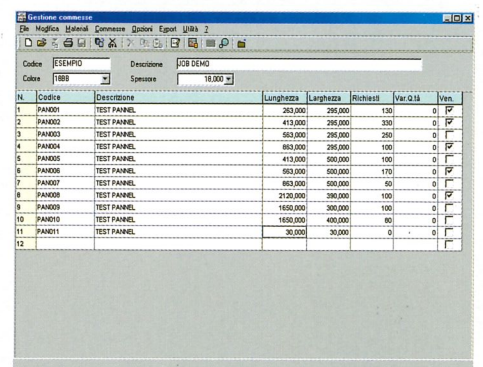 Gestione commesse
File Modifica Materiali Commesse Opzioni Export Utilità ?
Codice ESEMPIO Descrizione JOB DEMO
Colore 18BB Spessore 18,000
N. Codice Descrizione Lunghezza Larghezza Richiesti Var.Q.tà Ven.
1 PAN001 TEST PANNEL 263,000 295,000 130 0
2 PAN002 TEST PANNEL 413,000 295,000 330 0
3 PAN003 TEST PANNEL 563,000 295,000 250 0
4 PAN004 TEST PANNEL 863,000 295,000 100 0
5 PAN005 TEST PANNEL 413,000 500,000 100 0
6 PAN006 TEST PANNEL 563,000 500,000 170 0
7 PAN007 TEST PANNEL 863,000 500,000 50 0
8 PAN008 TEST PANNEL 2120,000 390,000 100 0
9 PAN009 TEST PANNEL 1650,000 300,000 100 0
10 PAN010 TEST PANNEL 1650,000 400,000 80 0
11 PAN011 TEST PANNEL 30,000 30,000 0 0
12